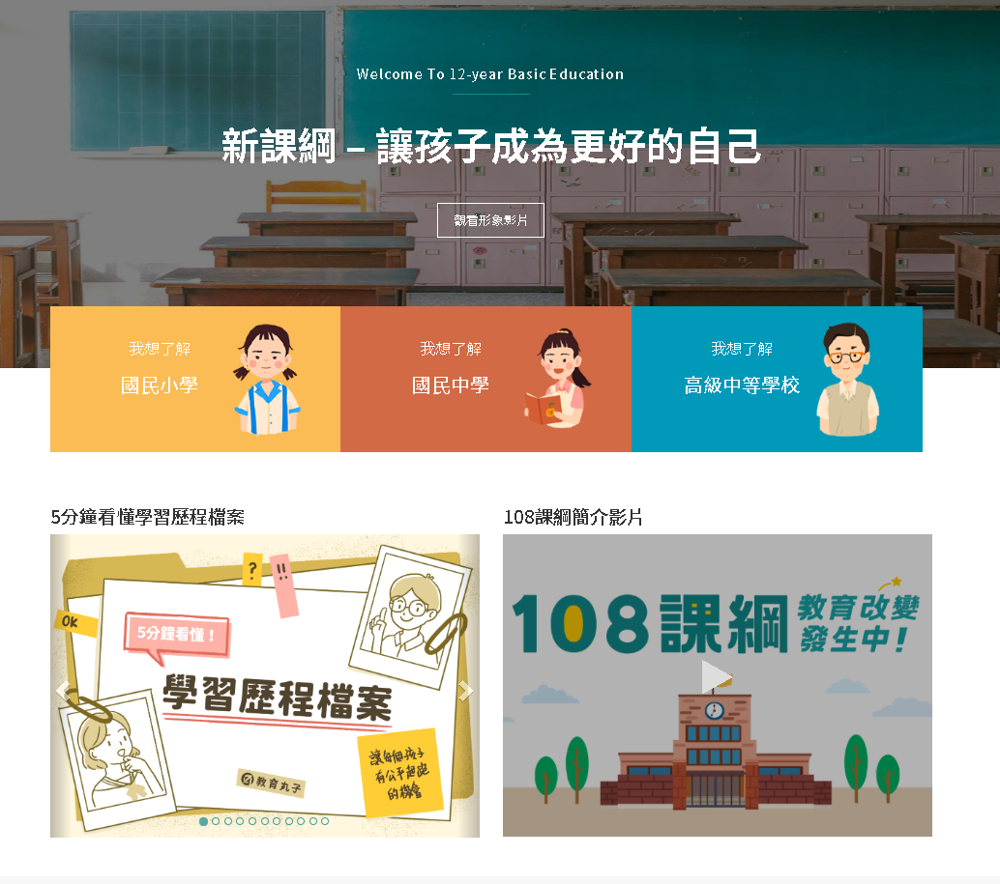 Welcome To 12-year Basic Education
新課綱 – 讓孩子成為更好的自己
觀看形象影片
我想了解
國民小學
我想了解
國民中學
我想了解
高級中等學校
5分鐘看懂學習歷程檔案
?
!!
OK
5分鐘看懂！
學習歷程檔案
讓每個孩子
有公平起跑
的機會
教育丸子
108課綱簡介影片
108課綱
教育改變
發生中！